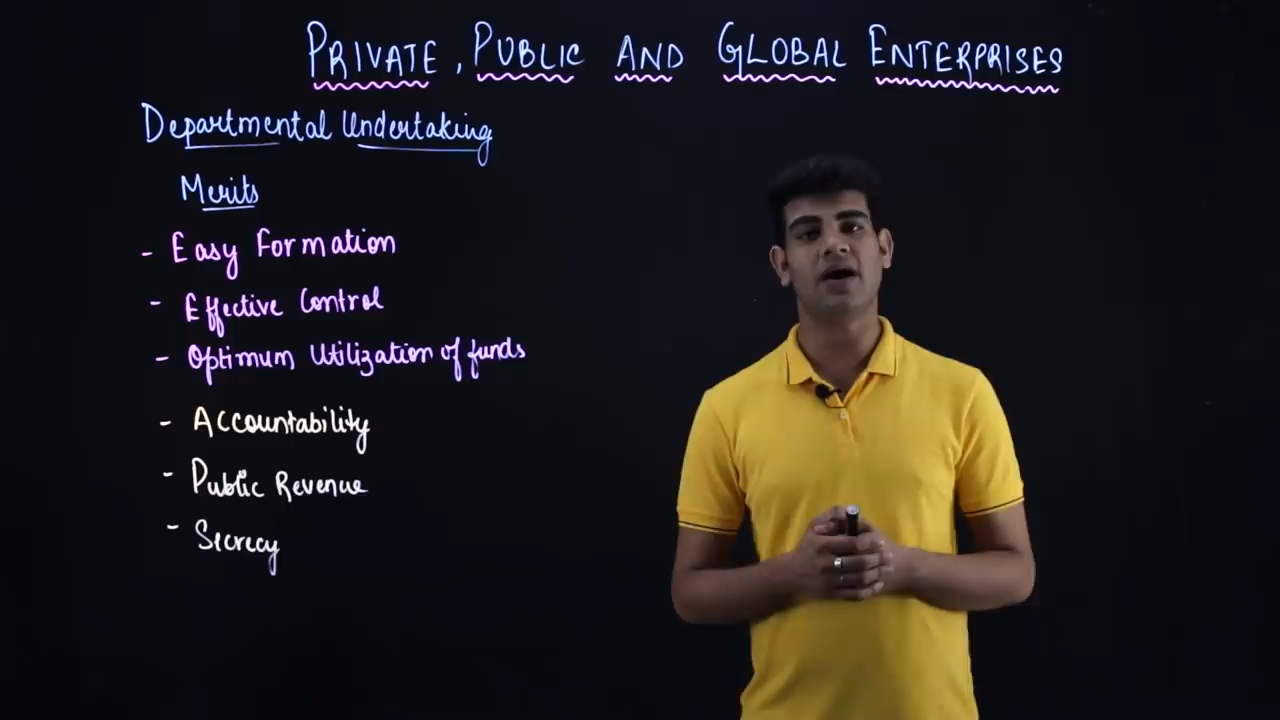 PRIVATE, PUBLIC AND GLOBAL ENTERPRISES
Departmental Undertaking
Merits
- Easy Formation
- Effective Control
- Optimum Utilization of funds
- Accountability
- Public Revenue
- Secrecy